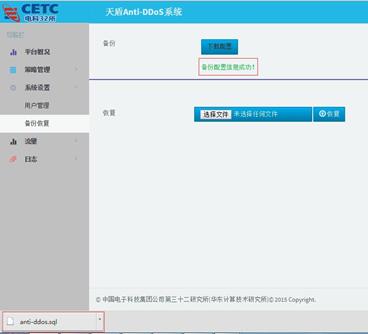 CETC
电科32所
天盾Anti-DDoS系统
导航栏
平台概况
策略管理
系统设置
用户管理
备份恢复
流量
日志
备份
下载配置
备份配置信息成功！
恢复
选择文件 未选择任何文件
恢复
© 中国电子科技集团公司第三十二研究所(华东计算技术研究所)© 2015 Copyright.
anti-ddos.sql